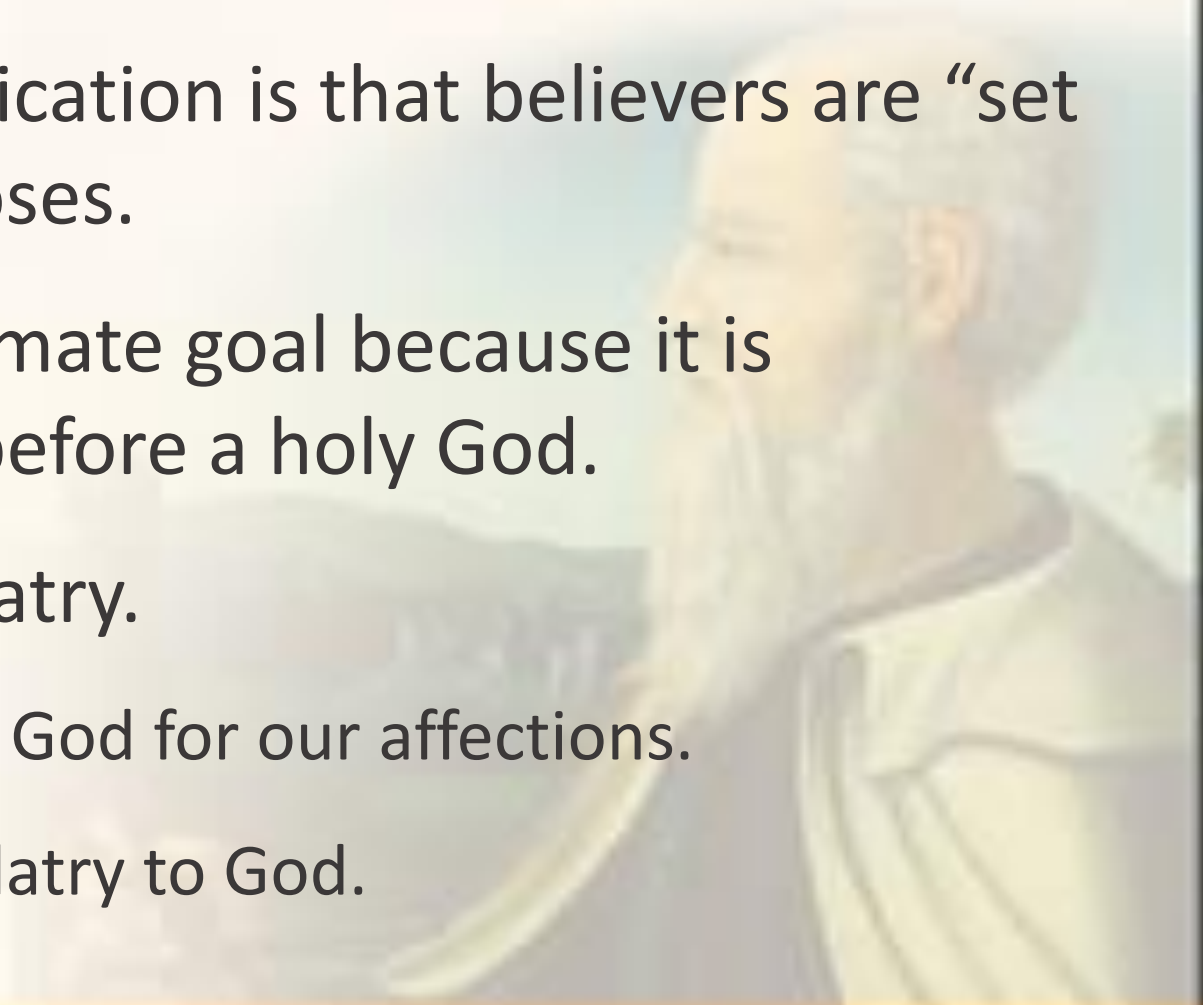 ication is that believers are “set
oses.
mate goal because it is
before a holy God.
atry.
God for our affections.
latry to God.